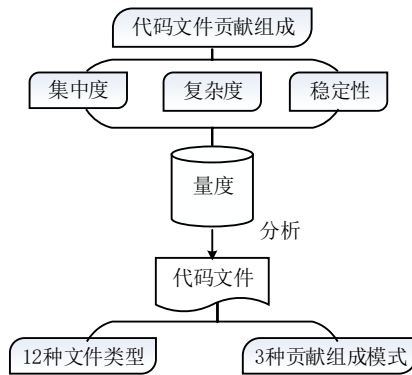 代码文件贡献组成
集中度
复杂度
稳定性
量度
分析
代码文件
12种文件类型
3种贡献组成模式